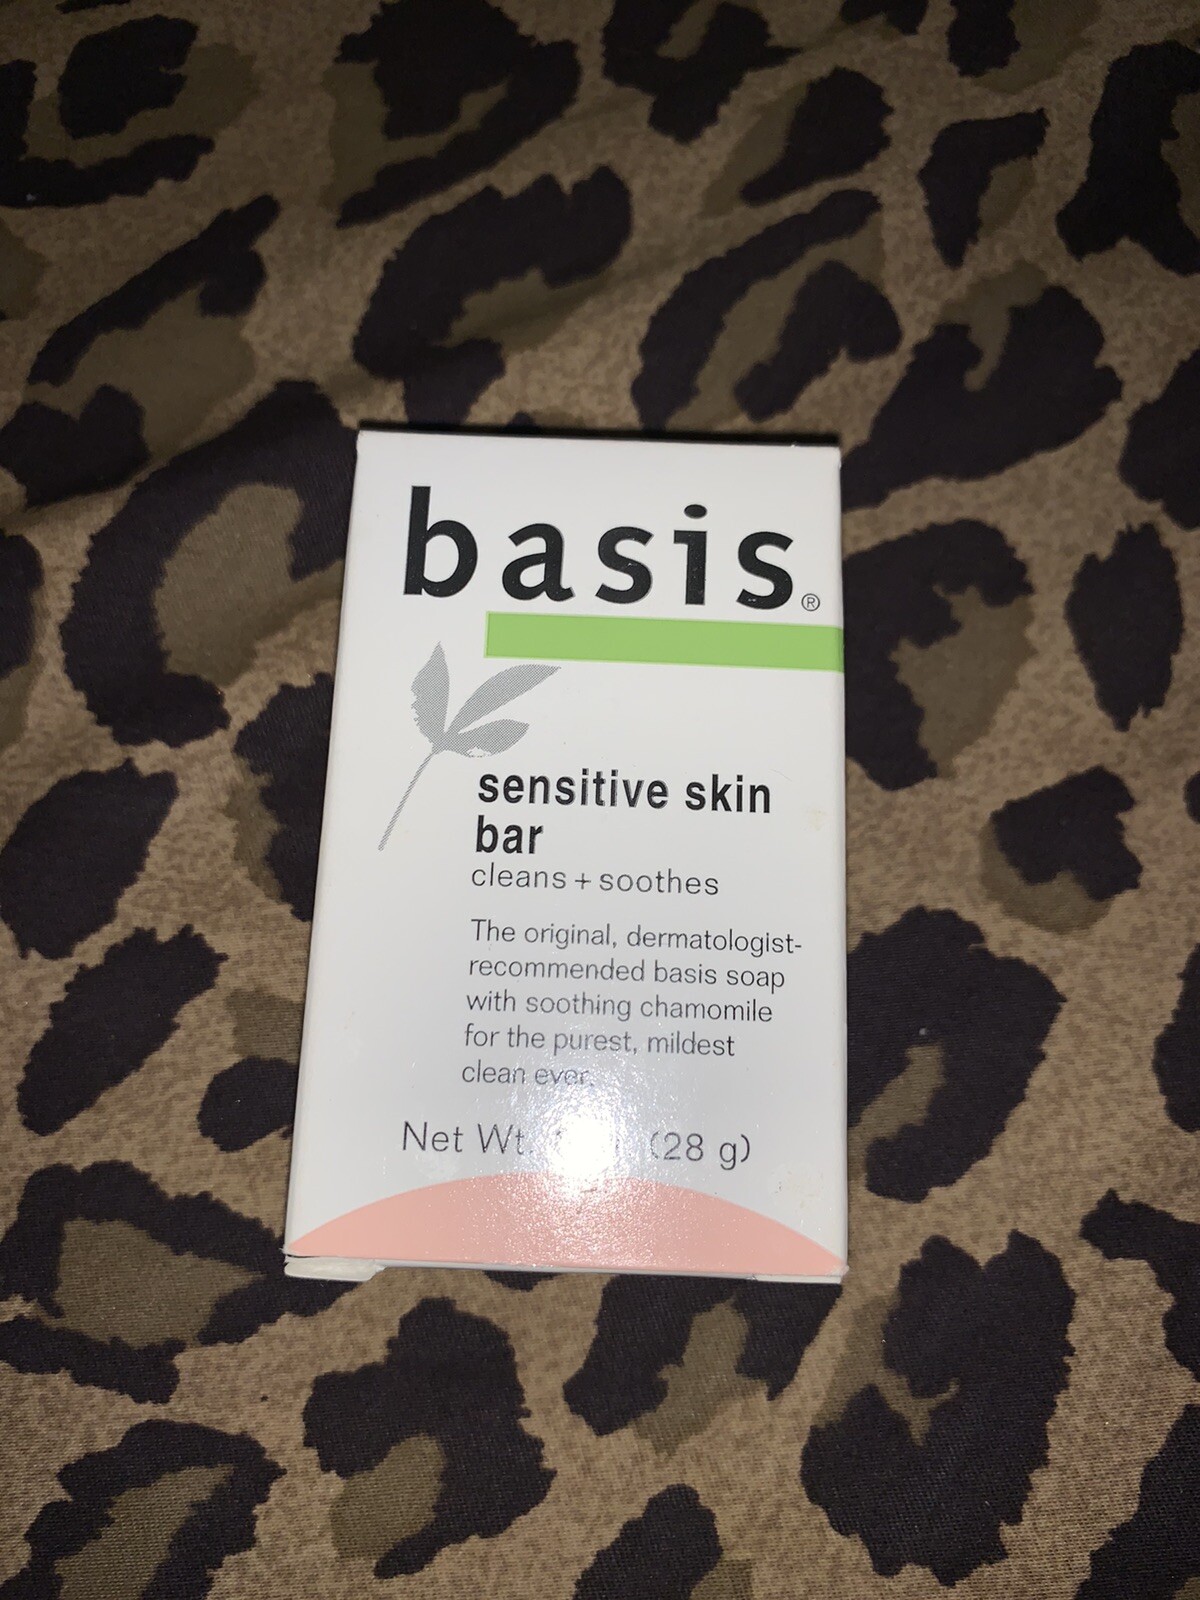 basis®
sensitive skin
bar
cleans + soothes
The original, dermatologist-
recommended basis soap
with soothing chamomile
for the purest, mildest
clean ever.
Net Wt. (28 g)